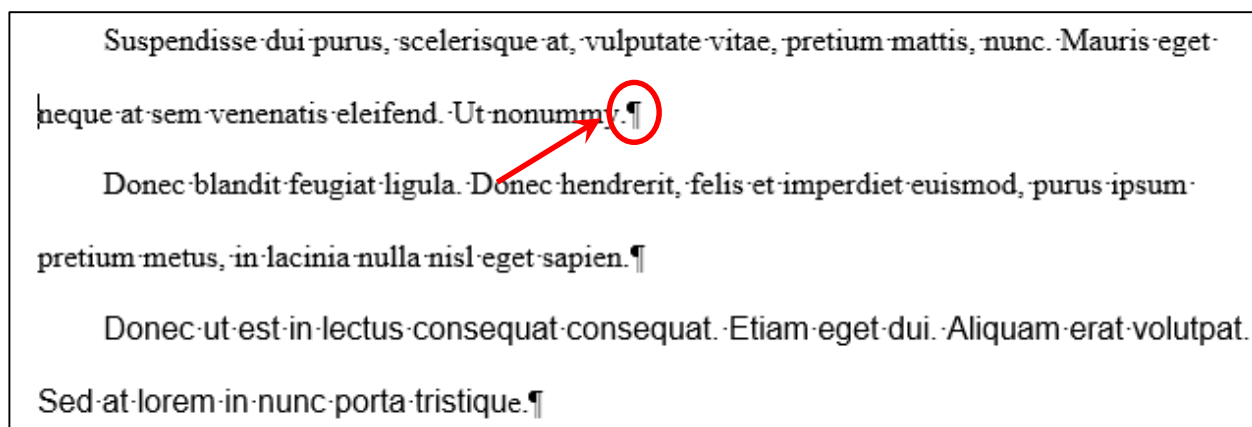 Suspendisse·dui·purus,·scelerisque·at,·vulputate·vitae,·pretium·mattis,·nunc.·Mauris·eget·
neque·at·sem·venenatis·eleifend.·Ut·nonummy.¶
Donec·blandit·feugiat·ligula.·Donec·hendrerit,·felis·et·imperdiet·euismod,·purus·ipsum·
pretium·metus,·in·lacinia·nulla·nisl·eget·sapien.¶
Donec·ut·est·in·lectus·consequat·consequat.·Etiam·eget·dui.·Aliquam·erat·volutpat.
Sed·at·lorem·in·nunc·porta·tristique.¶